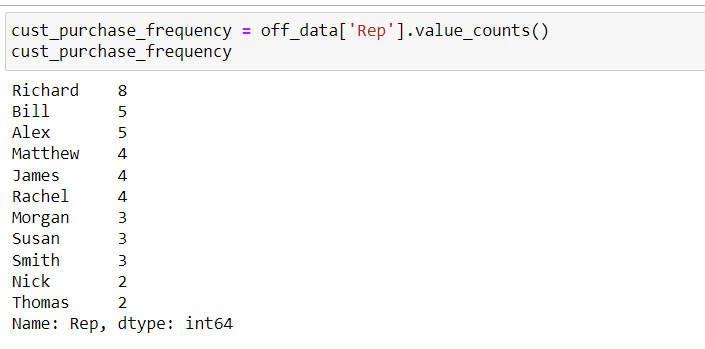 cust_purchase_frequency = off_data['Rep'].value_counts()
cust_purchase_frequency
Richard    8
Bill       5
Alex       5
Matthew    4
James      4
Rachel     4
Morgan     3
Susan      3
Smith      3
Nick       2
Thomas     2
Name: Rep, dtype: int64